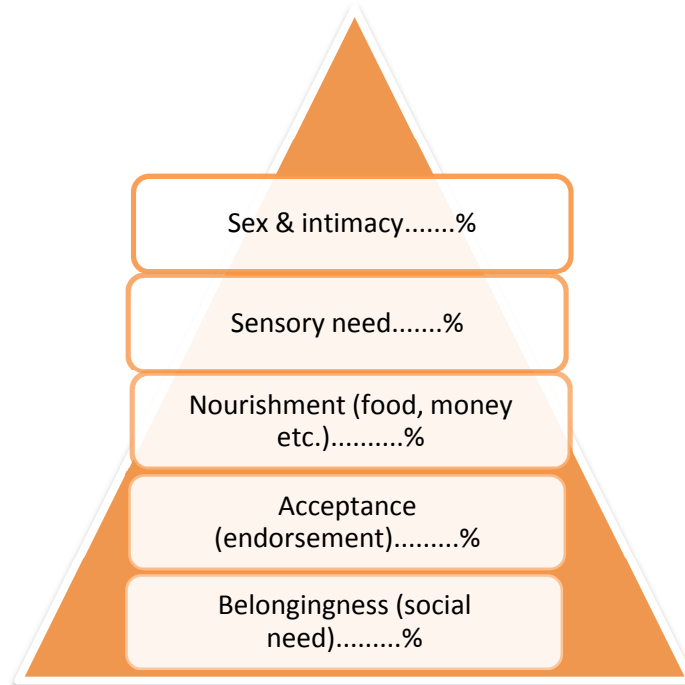 Sex & intimacy.......%
Sensory need.......%
Nourishment (food, money
etc.)..........%
Acceptance
(endorsement).........%
Belongingness (social
need).........%